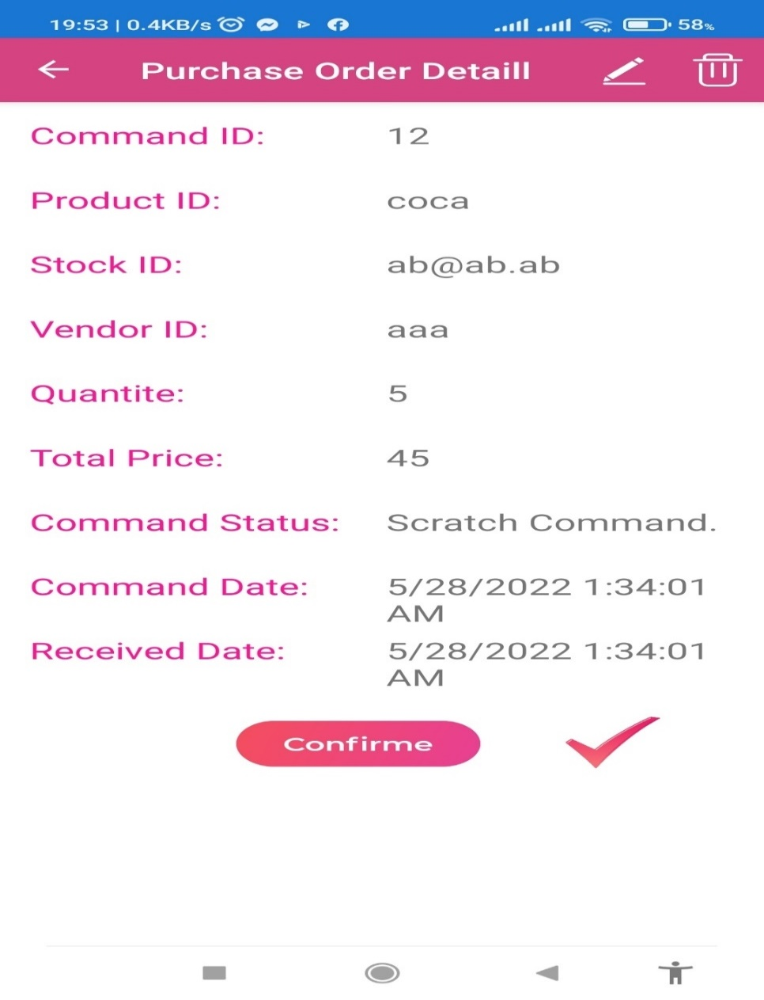 19:53 | 0.4KB/s 58%
Purchase Order Detaill
Command ID: 12
Product ID: coca
Stock ID: ab@ab.ab
Vendor ID: aaa
Quantite: 5
Total Price: 45
Command Status: Scratch Command.
Command Date: 5/28/2022 1:34:01
AM
Received Date: 5/28/2022 1:34:01
AM
Confirme